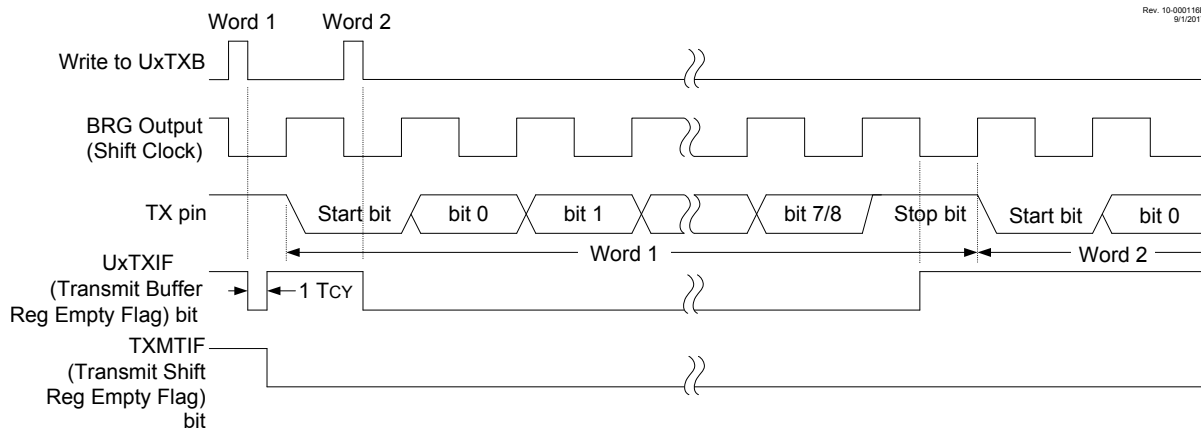 Rev. 10-000116
9/1/201
Word 1
Word 2
Write to UxTXB
BRG Output
(Shift Clock)
TX pin
Start bit
bit 0
bit 1
bit 7/8
Stop bit
Start bit
bit 0
Word 1
Word 2
UxTXIF
(Transmit Buffer
Reg Empty Flag) bit
1 TCY
TXMTIF
(Transmit Shift
Reg Empty Flag)
bit